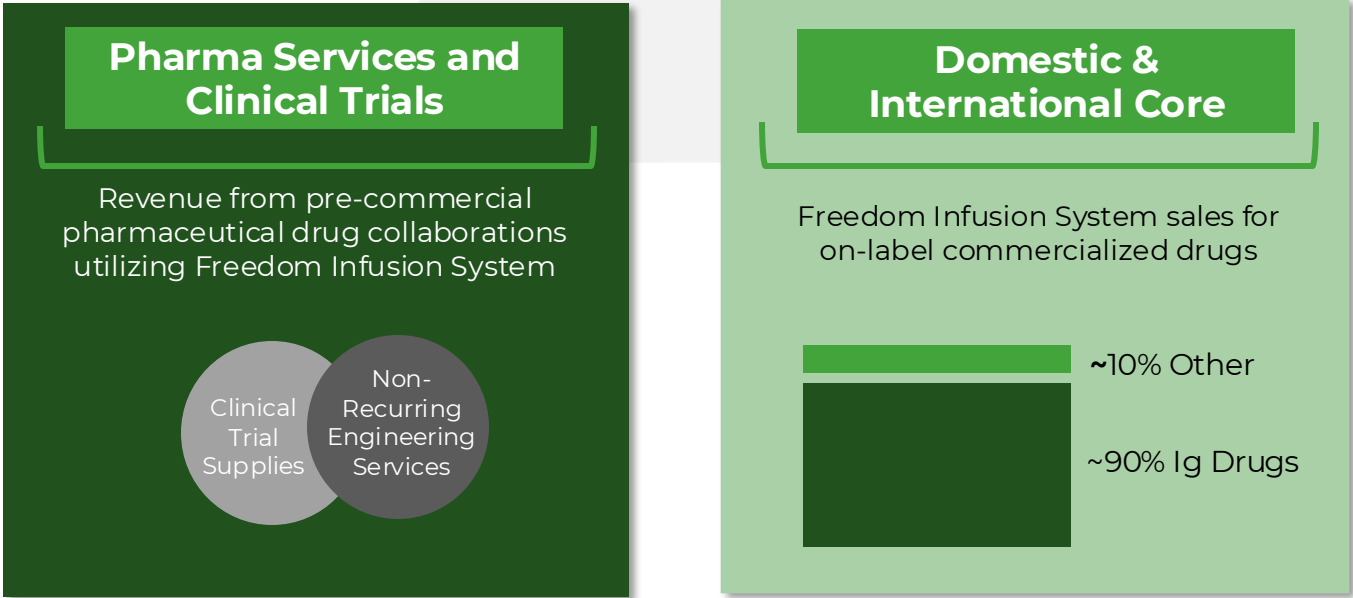 Pharma Services and
Clinical Trials
Revenue from pre-commercial
pharmaceutical drug collaborations
utilizing Freedom Infusion System
Clinical
Trial
Supplies
Non-
Recurring
Engineering
Services
Domestic &
International Core
Freedom Infusion System sales for
on-label commercialized drugs
~10% Other
~90% Ig Drugs